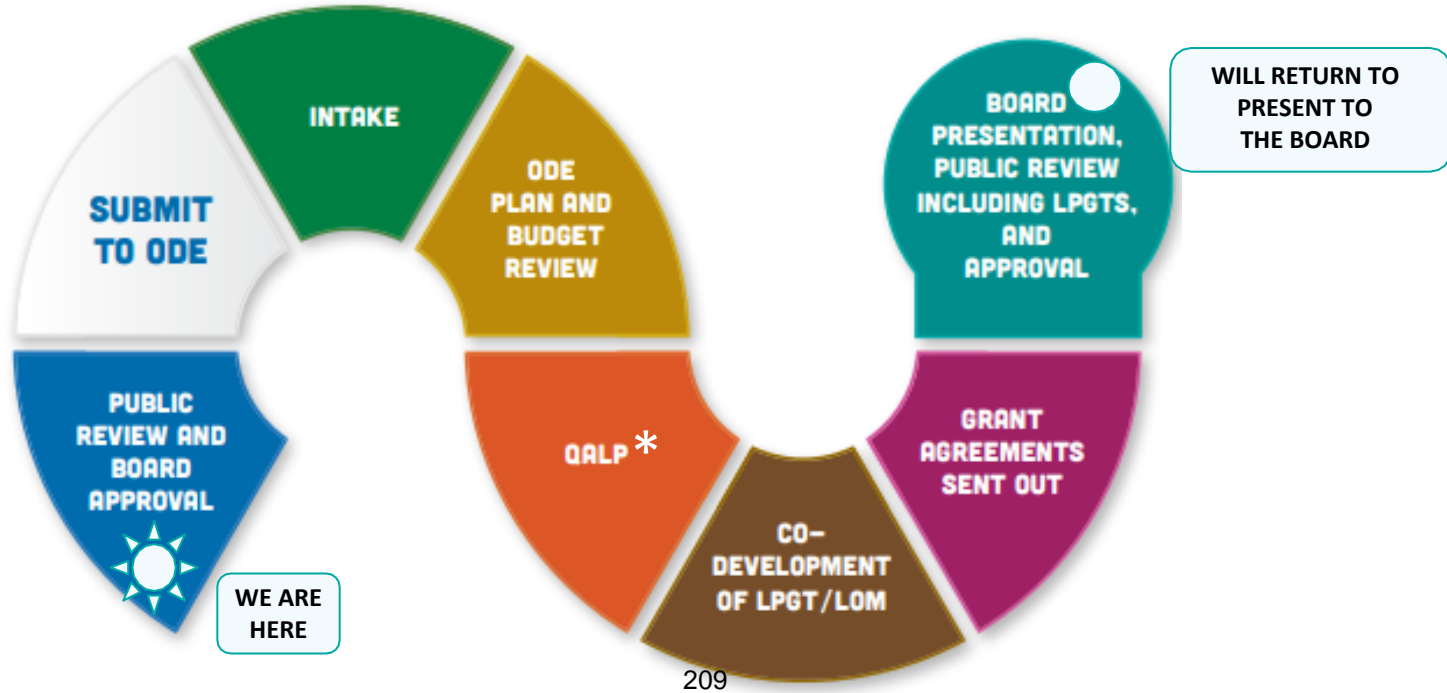 PUBLIC
REVIEW AND
BOARD
APPROVAL
WE ARE
HERE
SUBMIT
TO ODE
INTAKE
ODE
PLAN AND
BUDGET
REVIEW
QALP*
CO-
DEVELOPMENT
OF LPGT/LOM
GRANT
AGREEMENTS
SENT OUT
BOARD
PRESENTATION,
PUBLIC REVIEW
INCLUDING LPGTS,
AND
APPROVAL
WILL RETURN TO
PRESENT TO
THE BOARD
209